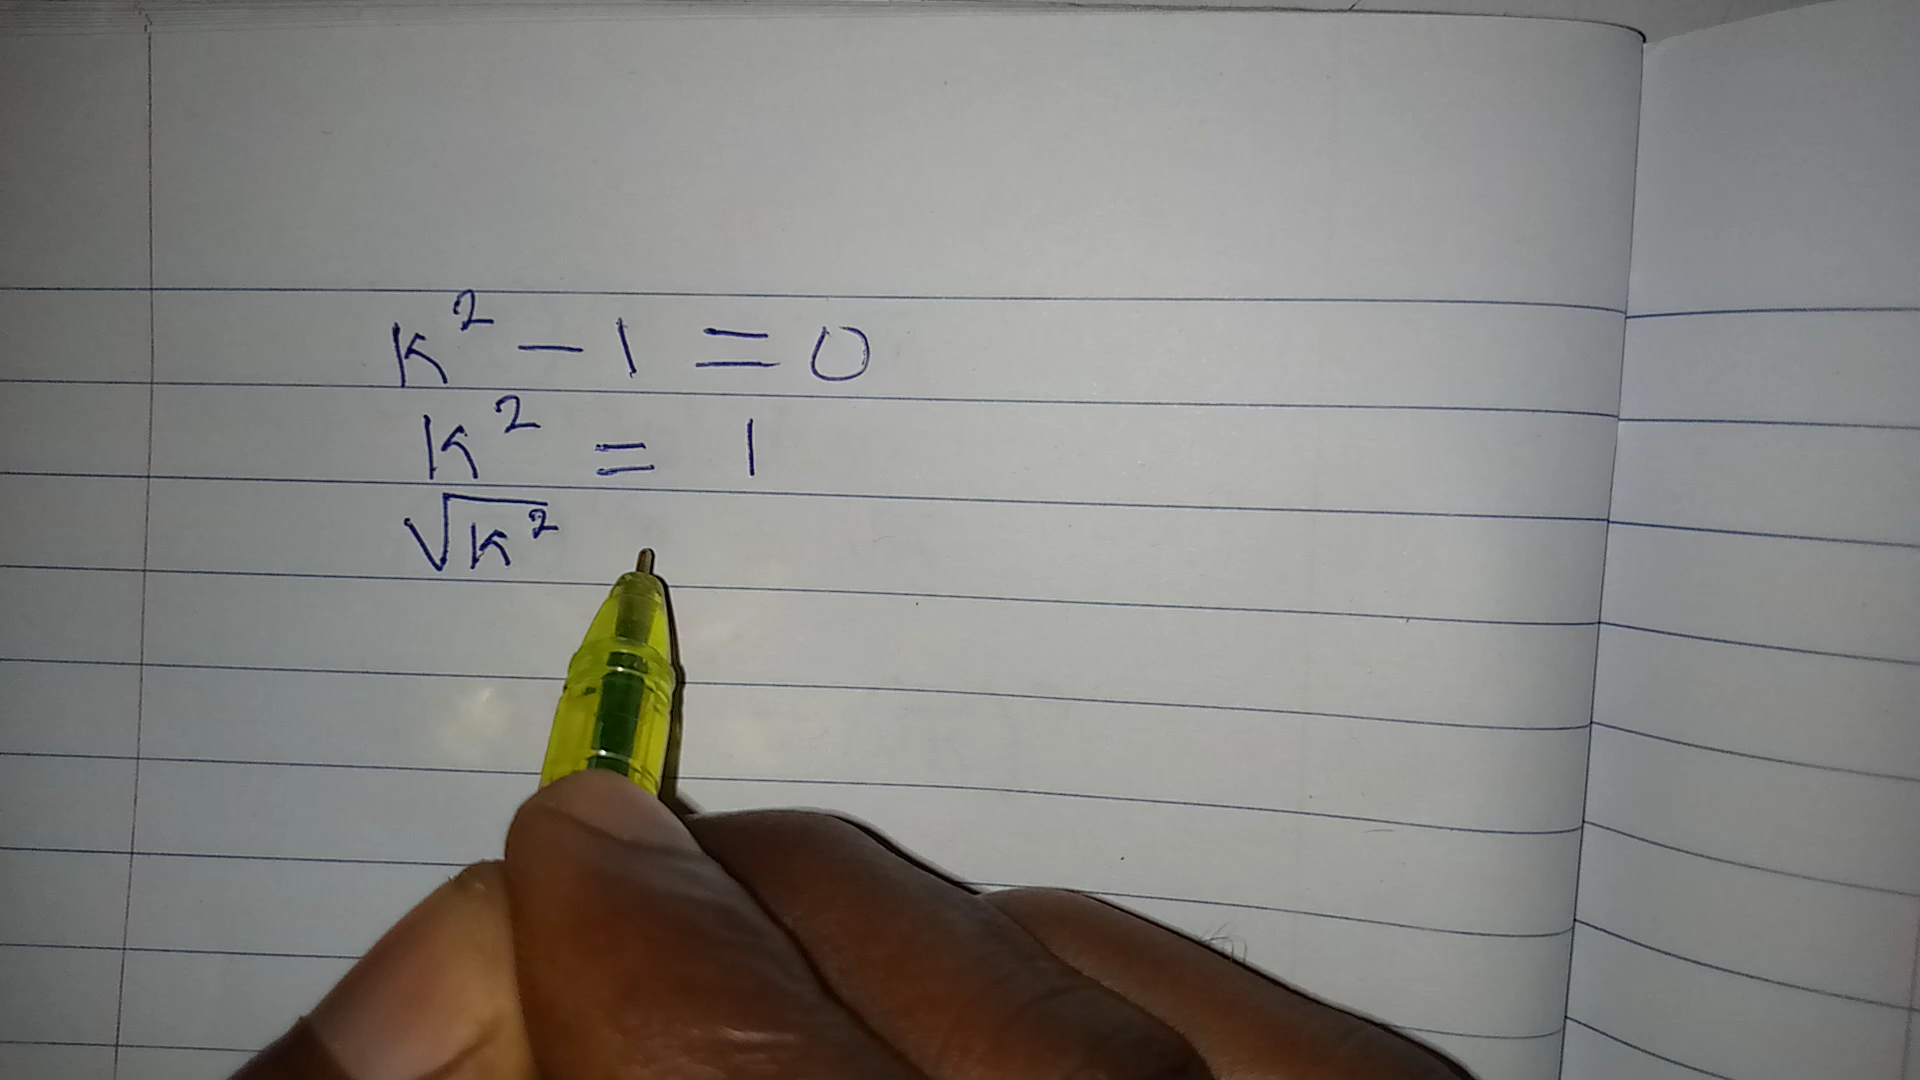 k² - 1 = 0
k² = 1
√k²